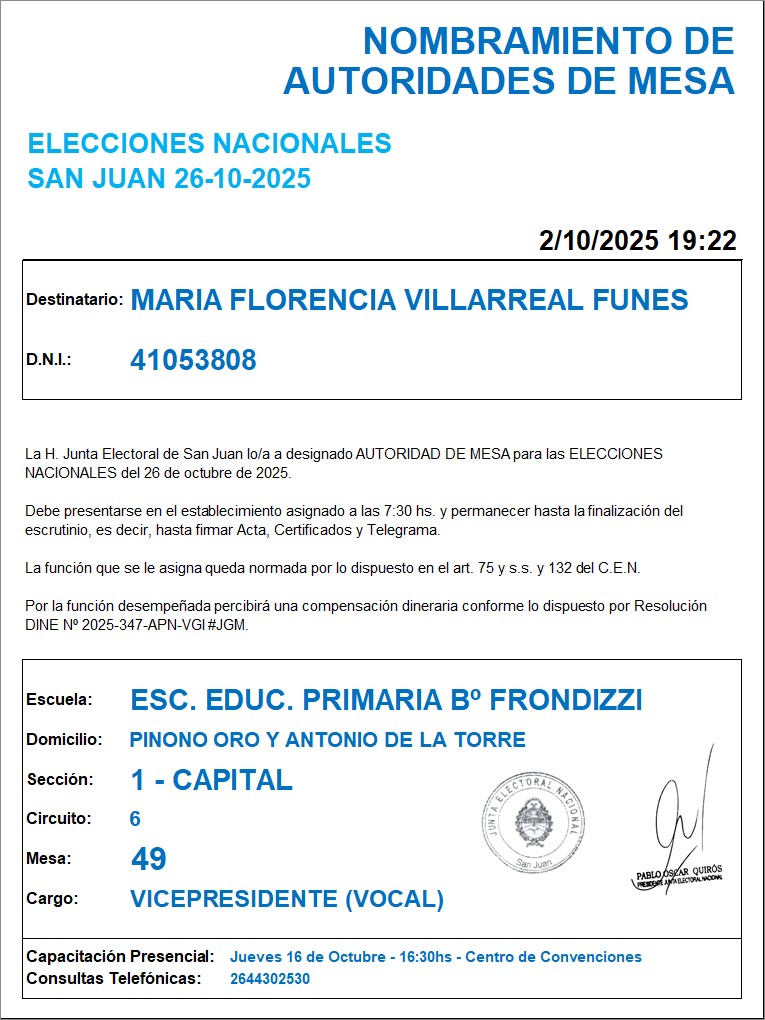 NOMBRAMIENTO DE
AUTORIDADES DE MESA
ELECCIONES NACIONALES
SAN JUAN 26-10-2025
2/10/2025 19:22
Destinatario: MARIA FLORENCIA VILLARREAL FUNES
D.N.I.: 41053808
La H. Junta Electoral de San Juan lo/a a designado AUTORIDAD DE MESA para las ELECCIONES
NACIONALES del 26 de octubre de 2025.
Debe presentarse en el establecimiento asignado a las 7:30 hs. y permanecer hasta la finalización del
escrutinio, es decir, hasta firmar Acta, Certificados y Telegrama.
La función que se le asigna queda normada por lo dispuesto en el art. 75 y s.s. y 132 del C.E.N.
Por la función desempeñada percibirá una compensación dineraria conforme lo dispuesto por Resolución
DINE Nº 2025-347-APN-VGI#JGM.
Escuela: ESC. EDUC. PRIMARIA Bº FRONDIZZI
Domicilio: PINONO ORO Y ANTONIO DE LA TORRE
Sección: 1 - CAPITAL
Circuito: 6
Mesa: 49
Cargo: VICEPRESIDENTE (VOCAL)
JUNTA ELECTORAL NACIONAL
San Juan
PABLO OSCAR QUIRÓS
PRESIDENTE JUNTA ELECTORAL NACIONAL
Capacitación Presencial: Jueves 16 de Octubre - 16:30hs - Centro de Convenciones
Consultas Telefónicas: 2644302530